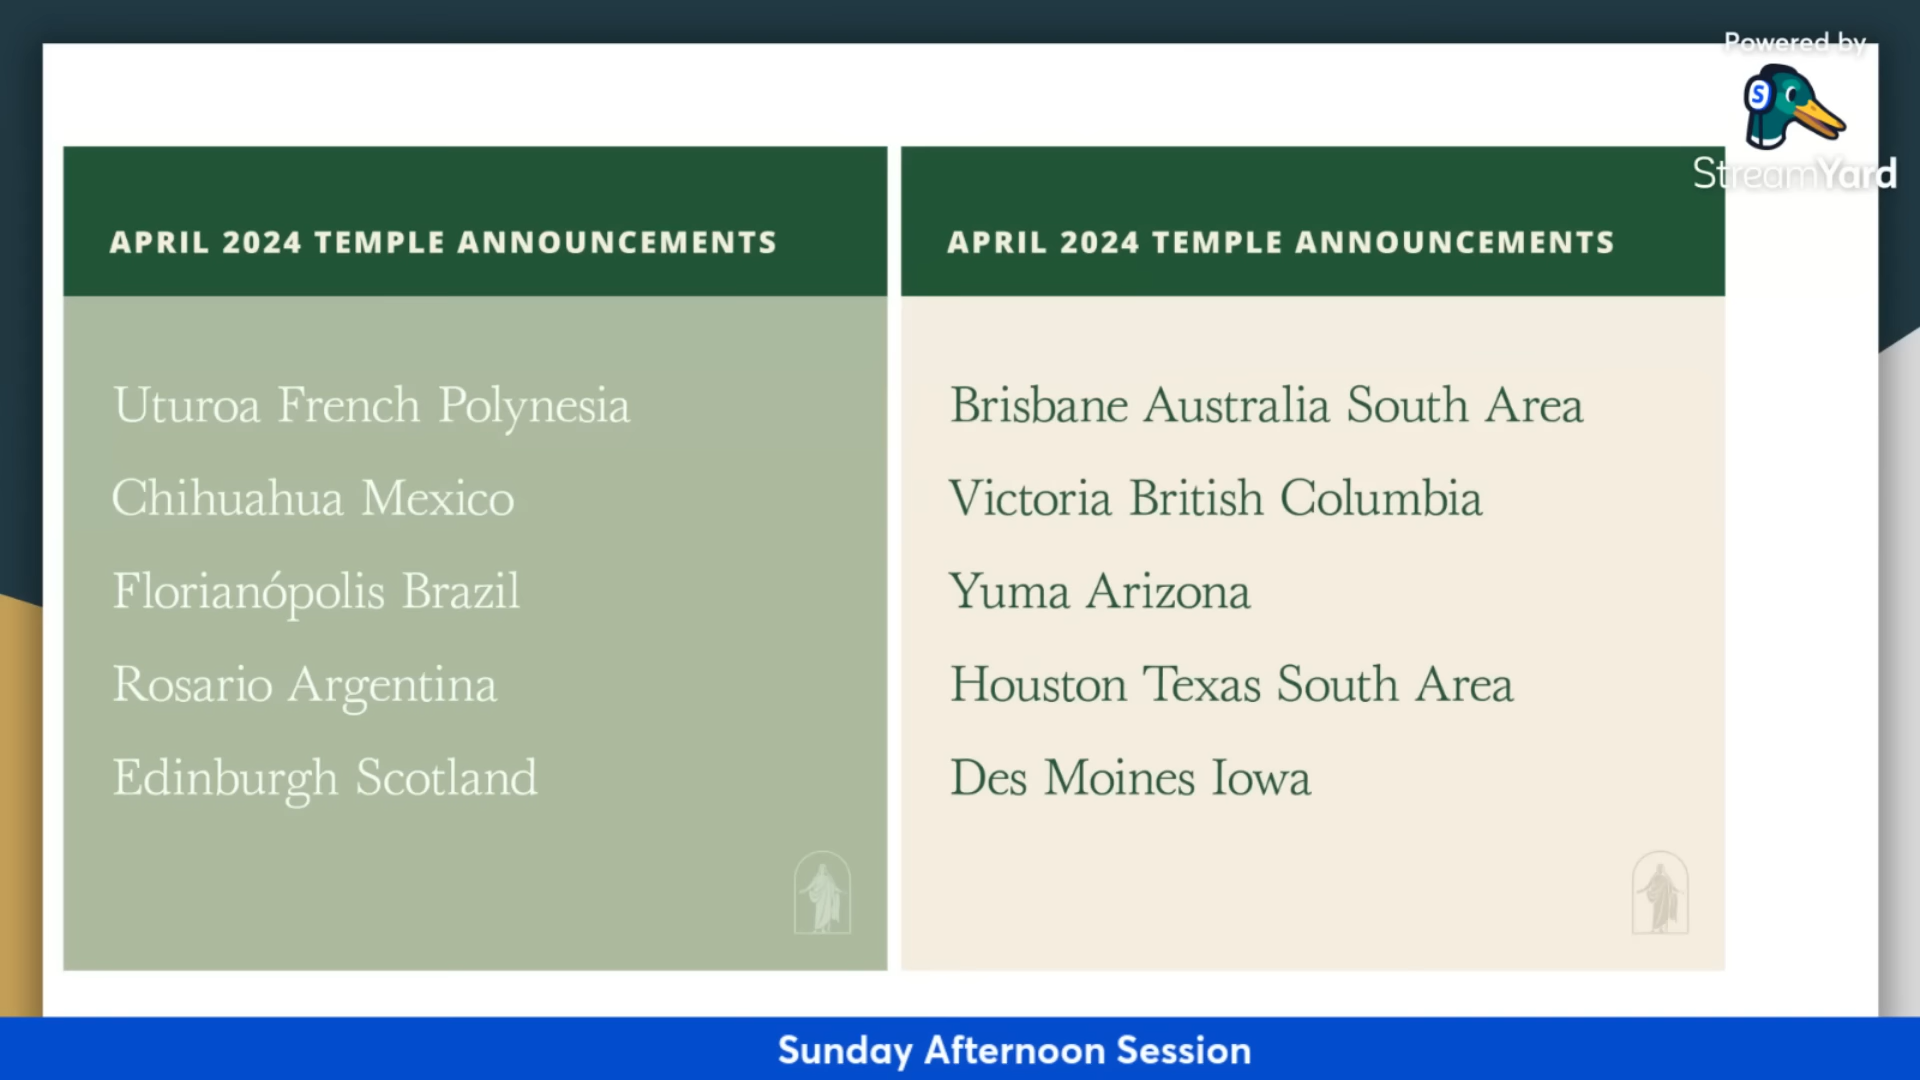 Powered by
S
StreamYard
APRIL 2024 TEMPLE ANNOUNCEMENTS
Uturoa French Polynesia
Chihuahua Mexico
Florianópolis Brazil
Rosario Argentina
Edinburgh Scotland
APRIL 2024 TEMPLE ANNOUNCEMENTS
Brisbane Australia South Area
Victoria British Columbia
Yuma Arizona
Houston Texas South Area
Des Moines Iowa
Sunday Afternoon Session